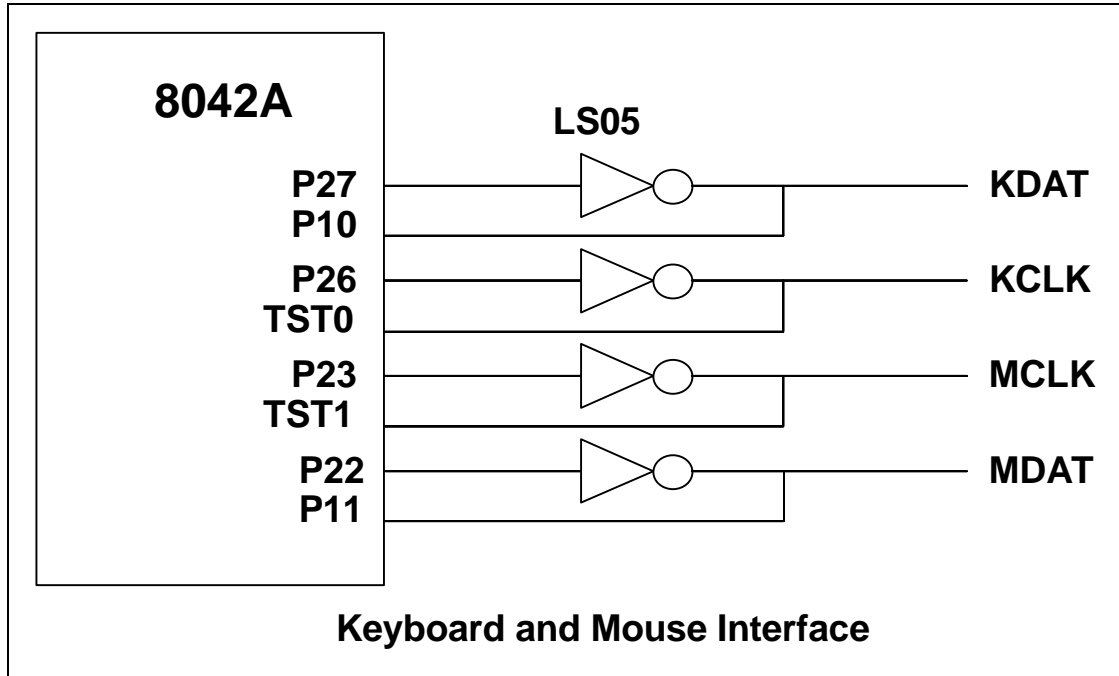 8042A
LS05
P27
KDAT
P10
P26
KCLK
TST0
P23
MCLK
TST1
P22
MDAT
P11
Keyboard and Mouse Interface